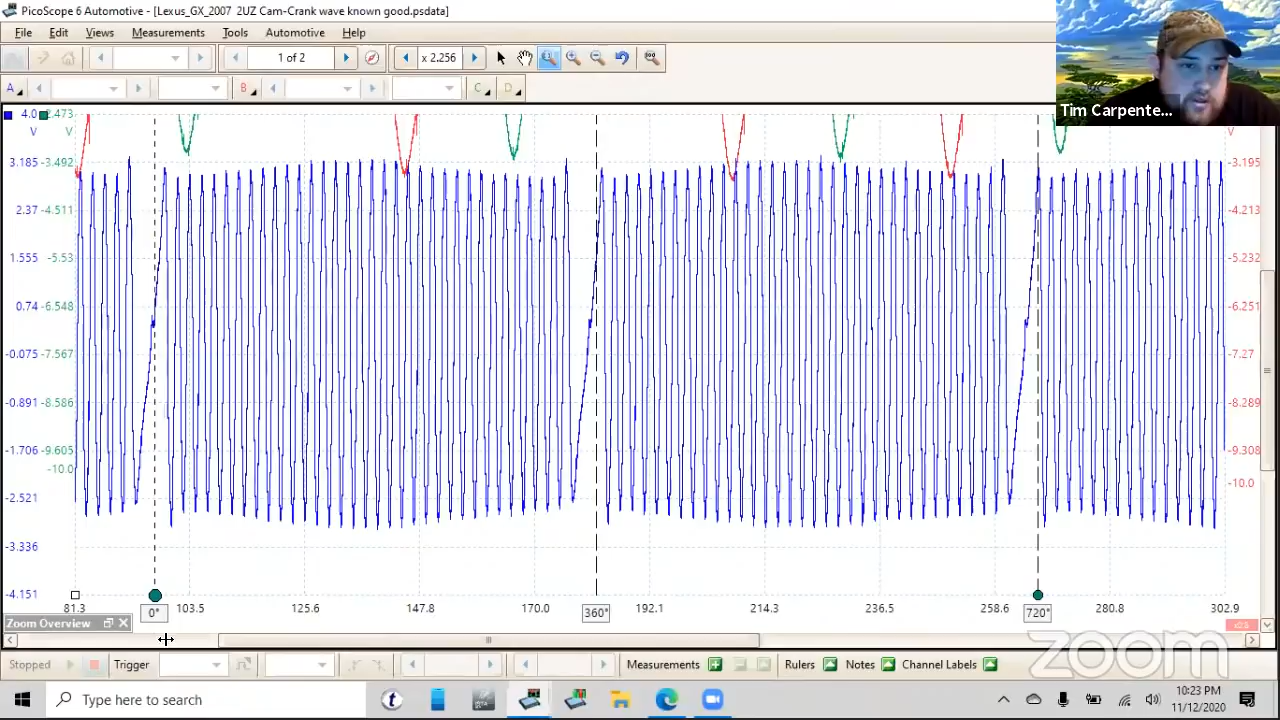 PicoScope 6 Automotive - [Lexus_GX_2007 2UZ Cam-Crank wave known good.psdata]
File Edit Views Measurements Tools Automotive Help
1 of 2 x 2.256
A B C D
Tim Carpente...
4.0 2.473
V V V
3.185 -3.492 -3.195
2.37 -4.511 -4.213
1.555 -5.53 -5.232
0.74 -6.548 -6.251
-0.075 -7.567 -7.27
-0.891 -8.586 -8.289
-1.706 -9.605 -9.308
-10.0
-2.521 -10.0
-3.336
-4.151
81.3 103.5 125.6 147.8 170.0 192.1 214.3 236.5 258.6 280.8 302.9
0° 360° 720°
Zoom Overview
zoom
Stopped Trigger Measurements Rulers Notes Channel Labels
Type here to search
10:23 PM
11/12/2020